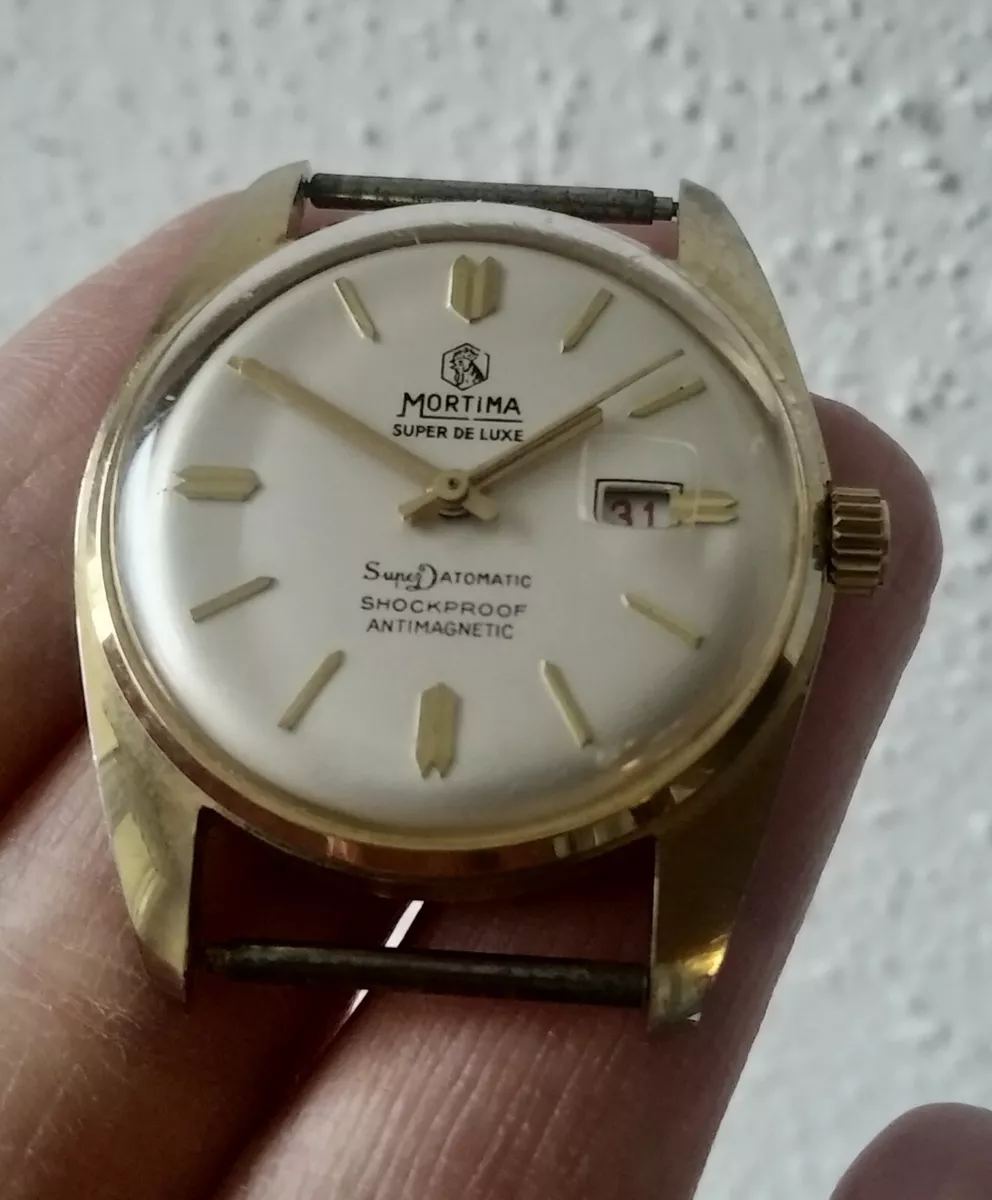 MORTIMA
SUPER DE LUXE
31
Super DATOMATIC
SHOCKPROOF
ANTIMAGNETIC